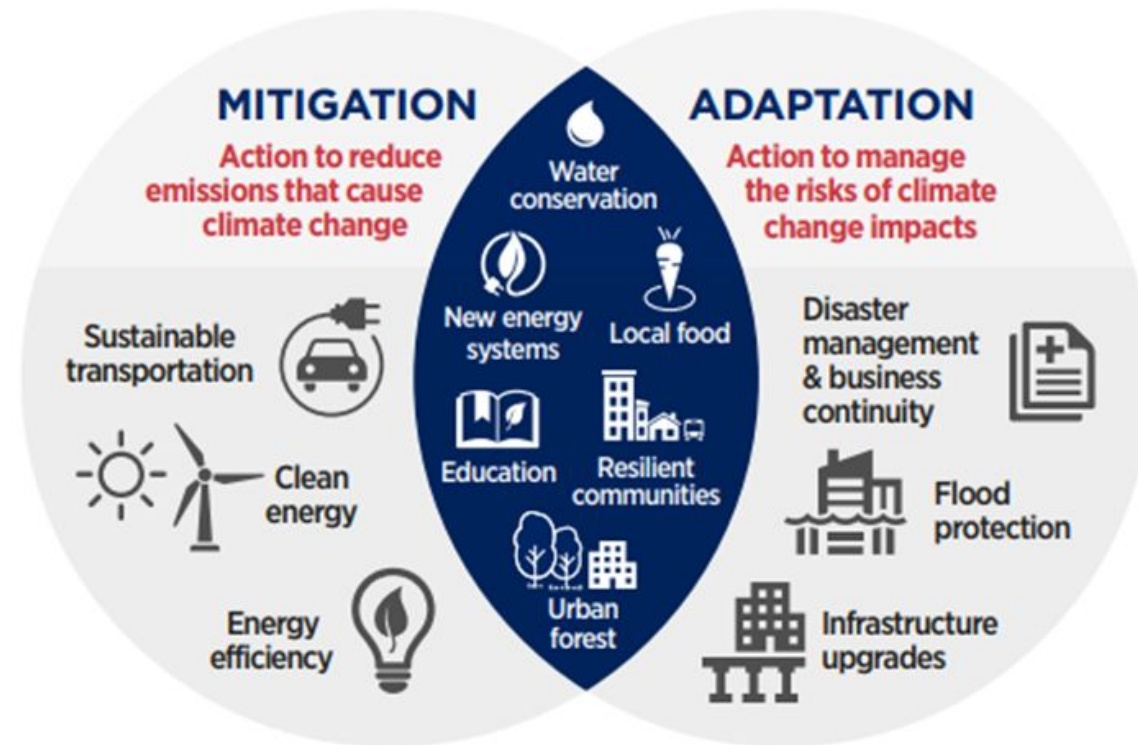 MITIGATION
Action to reduce
emissions that cause
climate change
Sustainable
transportation
Clean
energy
Energy
efficiency
Water
conservation
New energy
systems
Local food
Education
Resilient
communities
Urban
forest
ADAPTATION
Action to manage
the risks of climate
change impacts
Disaster
management
& business
continuity
Flood
protection
Infrastructure
upgrades